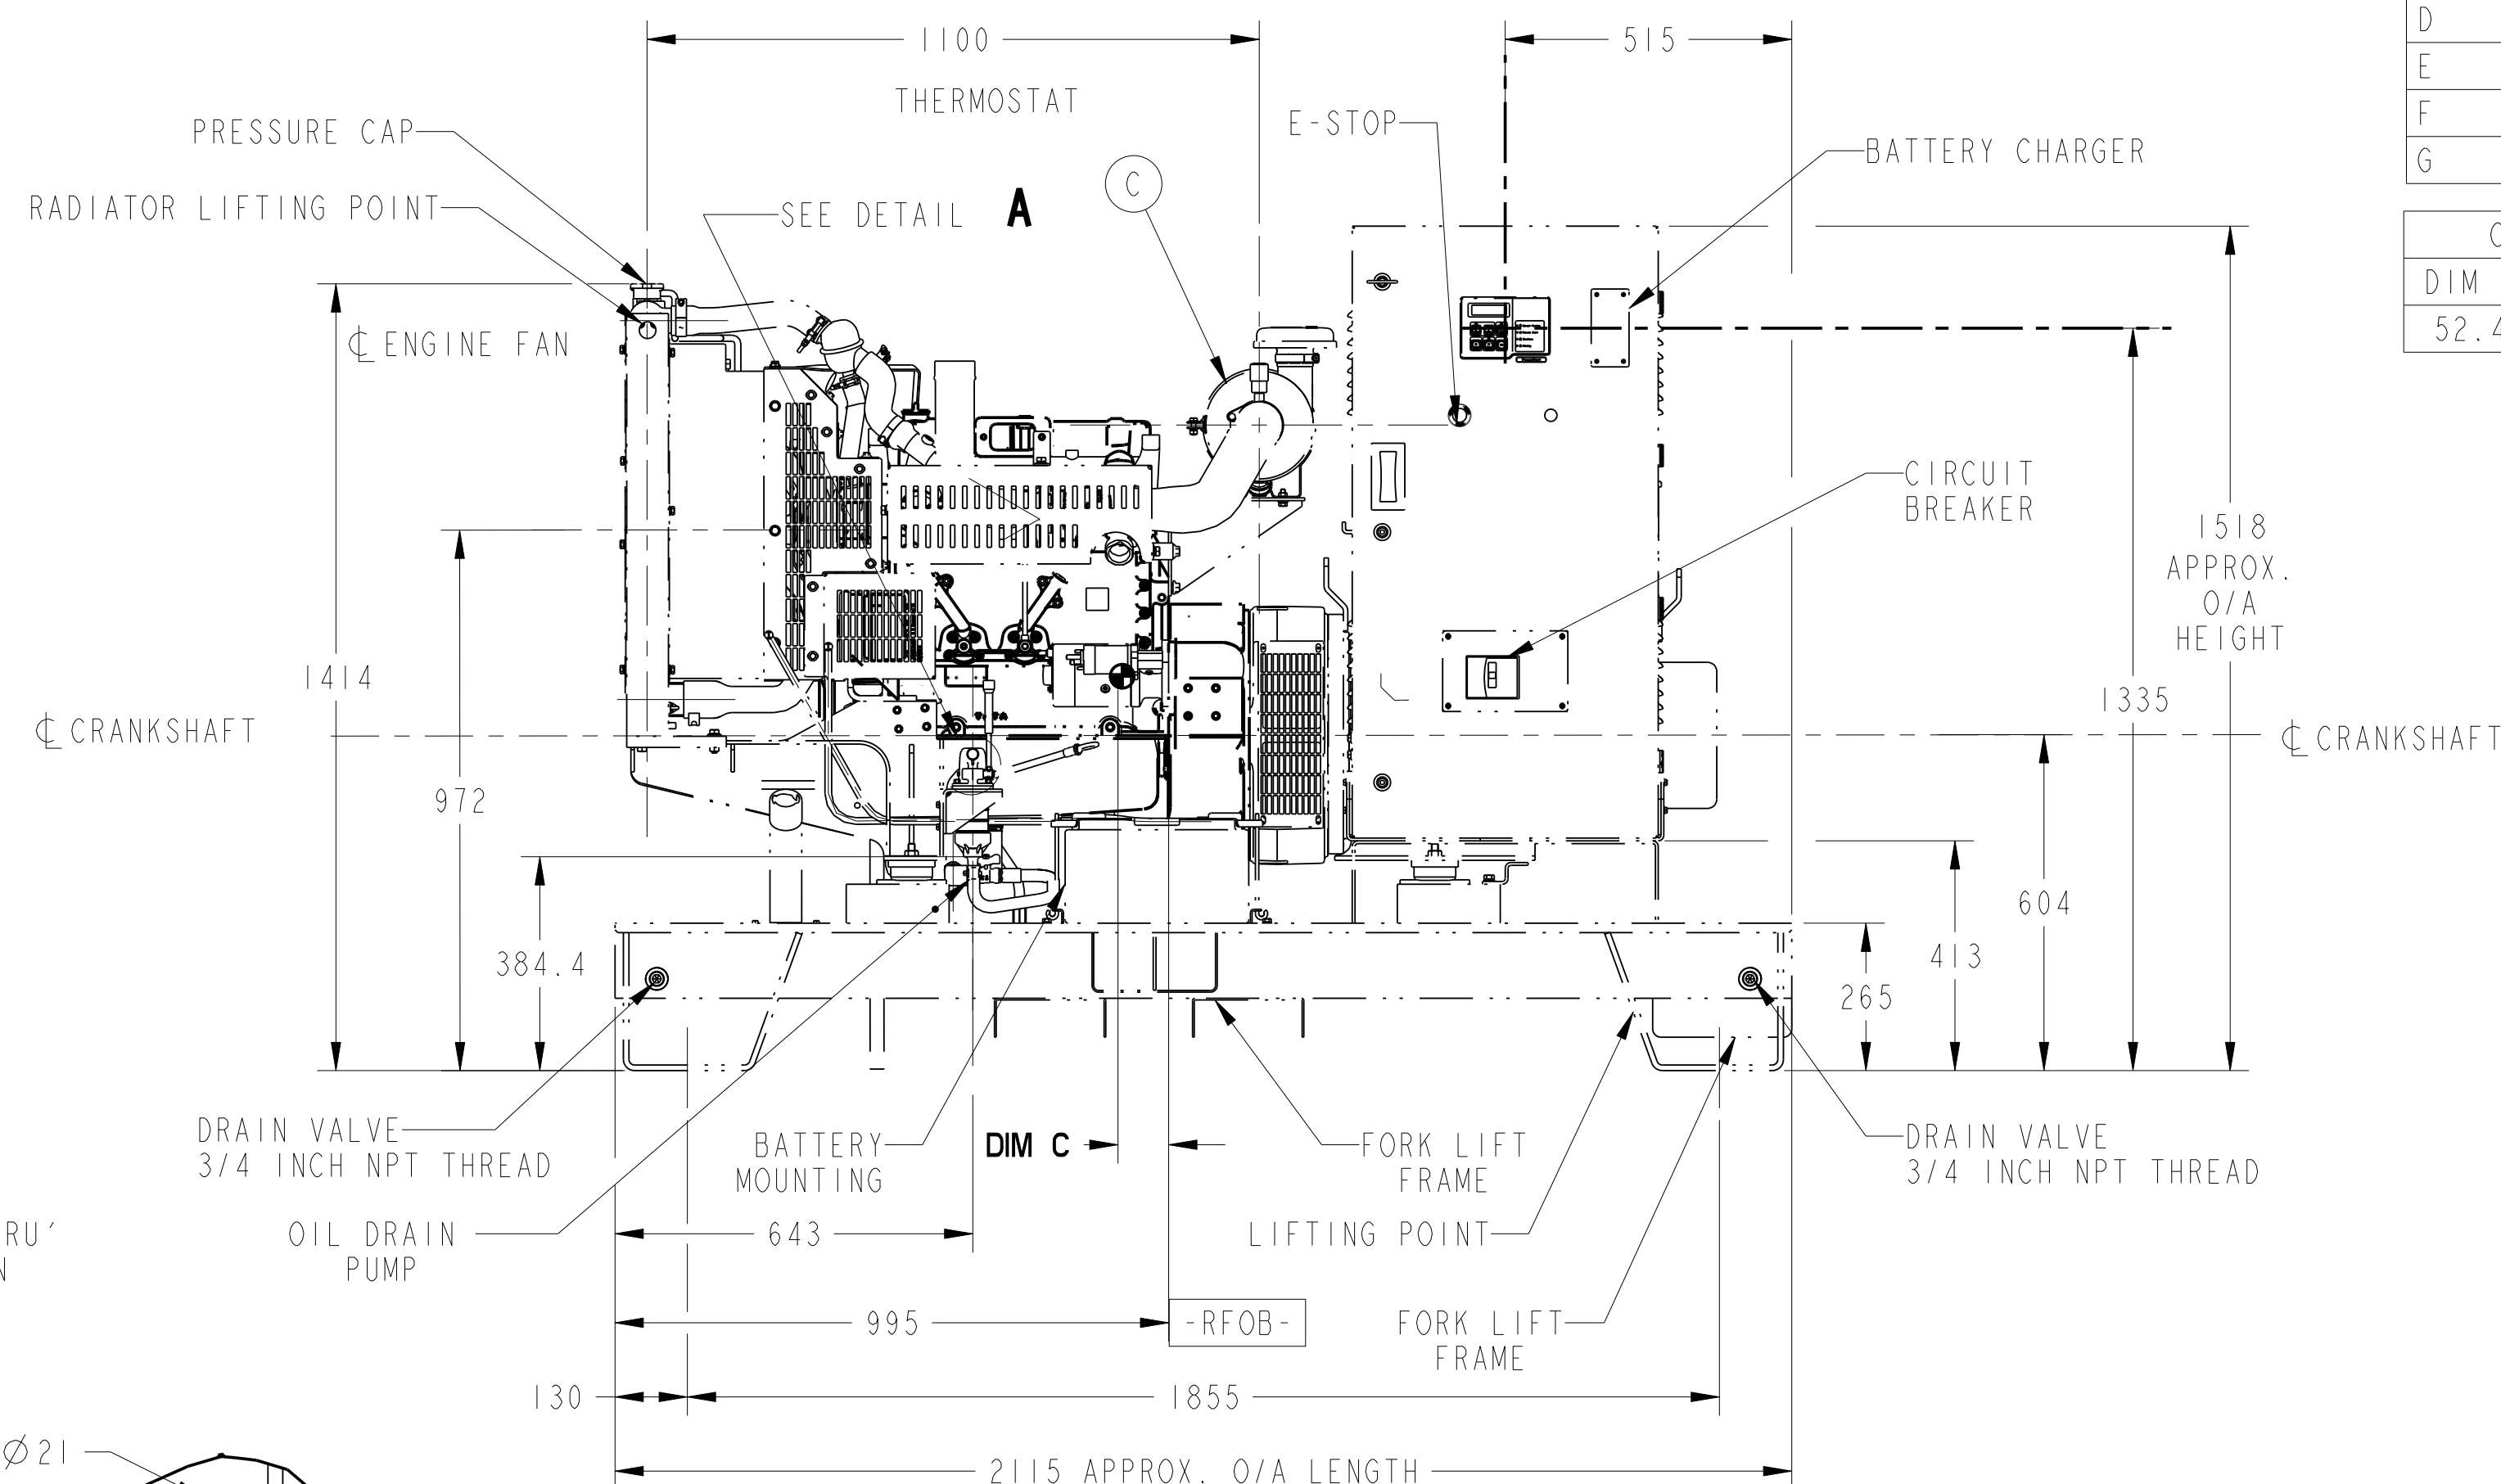 1100
515
D
E
F
G
THERMOSTAT
PRESSURE CAP
E-STOP
BATTERY CHARGER
C
RADIATOR LIFTING POINT
SEE DETAIL A
DIM
52.4
℄ ENGINE FAN
CIRCUIT
BREAKER
1518
APPROX.
O/A
HEIGHT
1414
1335
℄ CRANKSHAFT
℄ CRANKSHAFT
972
604
384.4
413
265
DRAIN VALVE
3/4 INCH NPT THREAD
BATTERY
MOUNTING
DIM C
FORK LIFT
FRAME
DRAIN VALVE
3/4 INCH NPT THREAD
OIL DRAIN
PUMP
643
LIFTING POINT
995
-RFOB-
FORK LIFT
FRAME
130
1855
Ø21
2115 APPROX. O/A LENGTH